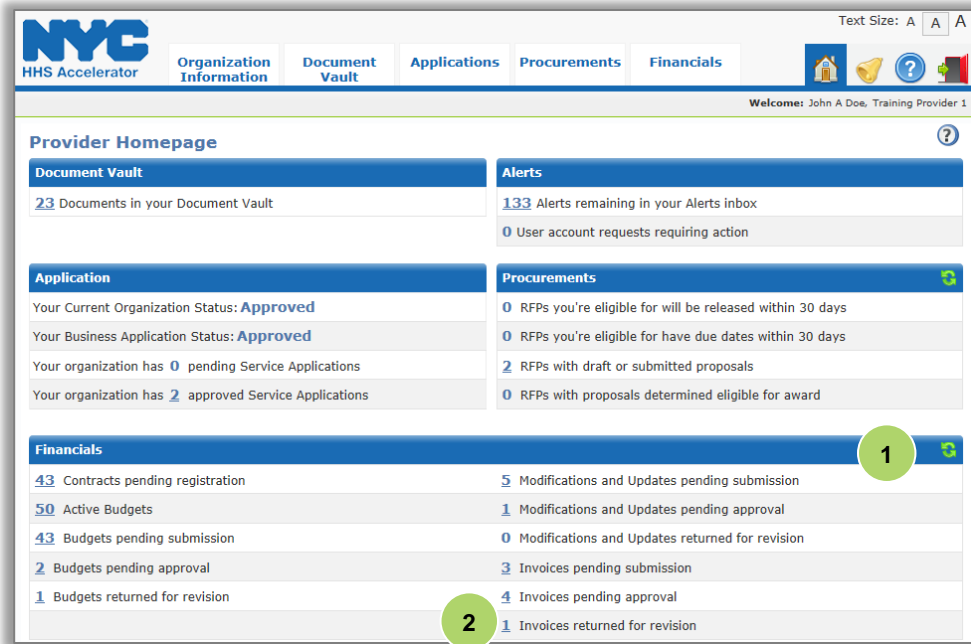 Text Size: A A A
NYC
HHS Accelerator
Organization Information
Document Vault
Applications
Procurements
Financials
?
Welcome: John A Doe, Training Provider 1
Provider Homepage
?
Document Vault
23 Documents in your Document Vault
Alerts
133 Alerts remaining in your Alerts inbox
0 User account requests requiring action
Application
Your Current Organization Status: Approved
Your Business Application Status: Approved
Your organization has 0 pending Service Applications
Your organization has 2 approved Service Applications
Procurements
0 RFPs you're eligible for will be released within 30 days
0 RFPs you're eligible for have due dates within 30 days
2 RFPs with draft or submitted proposals
0 RFPs with proposals determined eligible for award
Financials
1
43 Contracts pending registration
50 Active Budgets
43 Budgets pending submission
2 Budgets pending approval
1 Budgets returned for revision
5 Modifications and Updates pending submission
1 Modifications and Updates pending approval
0 Modifications and Updates returned for revision
3 Invoices pending submission
4 Invoices pending approval
2
1 Invoices returned for revision